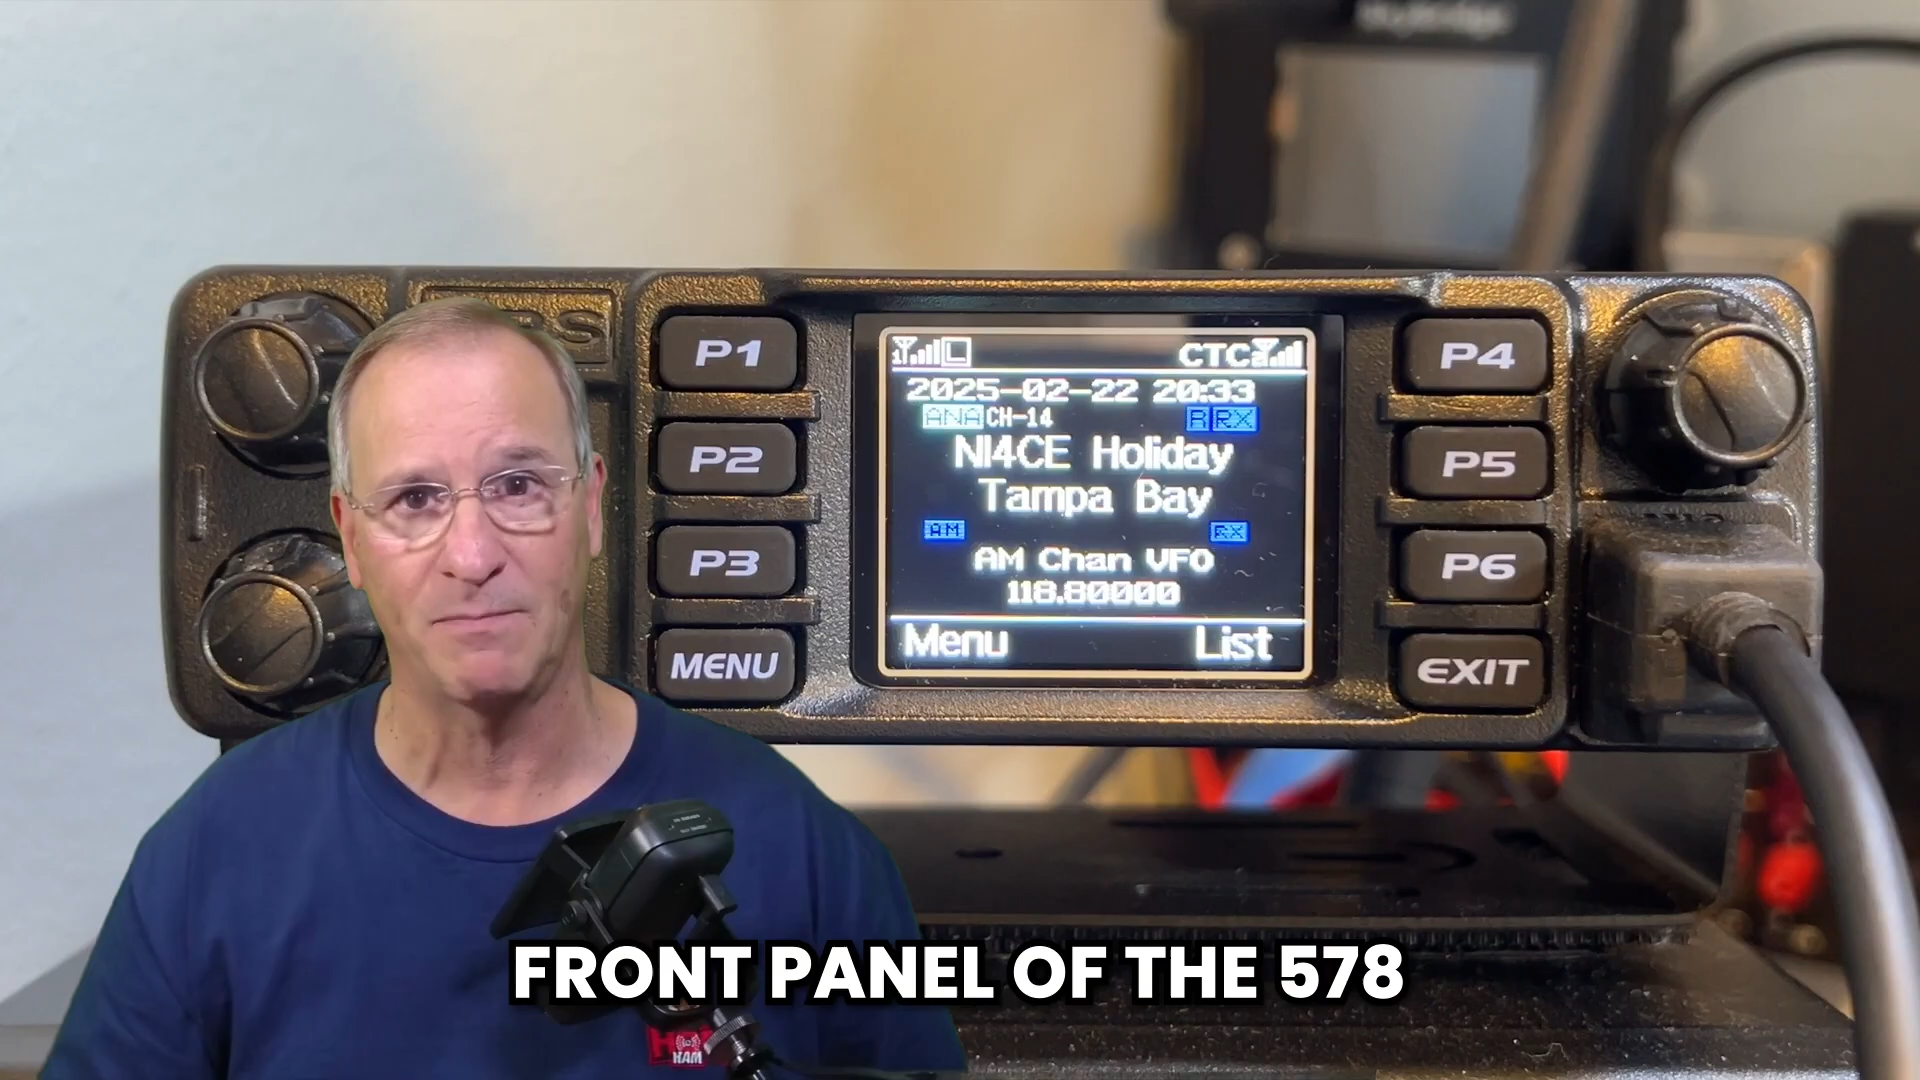 P1
P2
P3
MENU
CTC
2025-02-22 20:33
ANA CH-14 R RX
NI4CE Holiday
Tampa Bay
AM RX
AM Chan VFO
118.80000
Menu List
P4
P5
P6
EXIT
FRONT PANEL OF THE 578
HAM